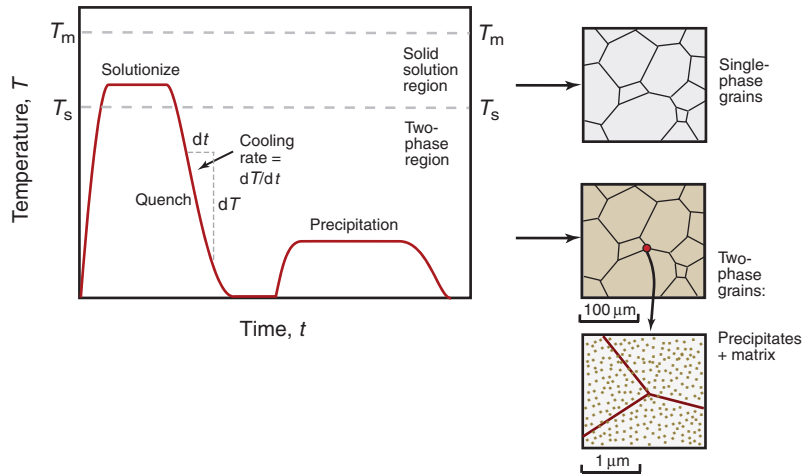 Temperature, T
Tm
Tm
Solutionize
Solid
solution
region
Ts
Ts
Two-
phase
region
dt
Cooling
rate =
dT/dt
Quench
dT
Precipitation
Time, t
Single-
phase
grains
Two-
phase
grains:
100 μm
Precipitates
+ matrix
1 μm